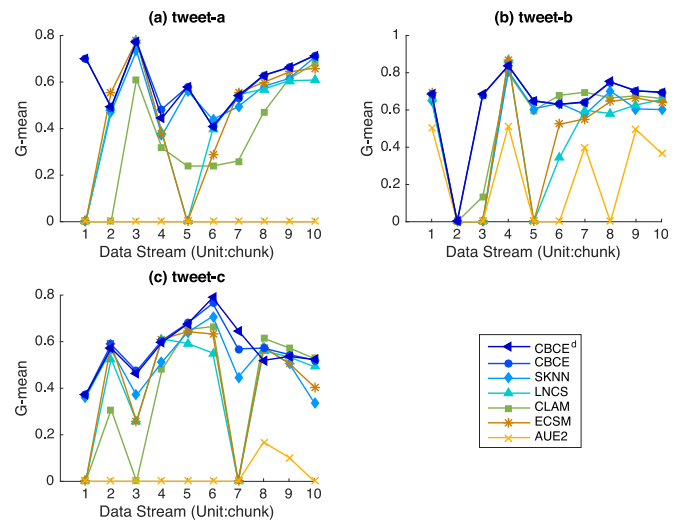 (a) tweet-a
G-mean
0.8
0.6
0.4
0.2
0
1 2 3 4 5 6 7 8 9 10
Data Stream (Unit:chunk)
(b) tweet-b
G-mean
1
0.8
0.6
0.4
0.2
0
1 2 3 4 5 6 7 8 9 10
Data Stream (Unit:chunk)
(c) tweet-c
G-mean
0.8
0.6
0.4
0.2
0
1 2 3 4 5 6 7 8 9 10
Data Stream (Unit:chunk)
CBCE^d
CBCE
SKNN
LNCS
CLAM
ECSM
AUE2